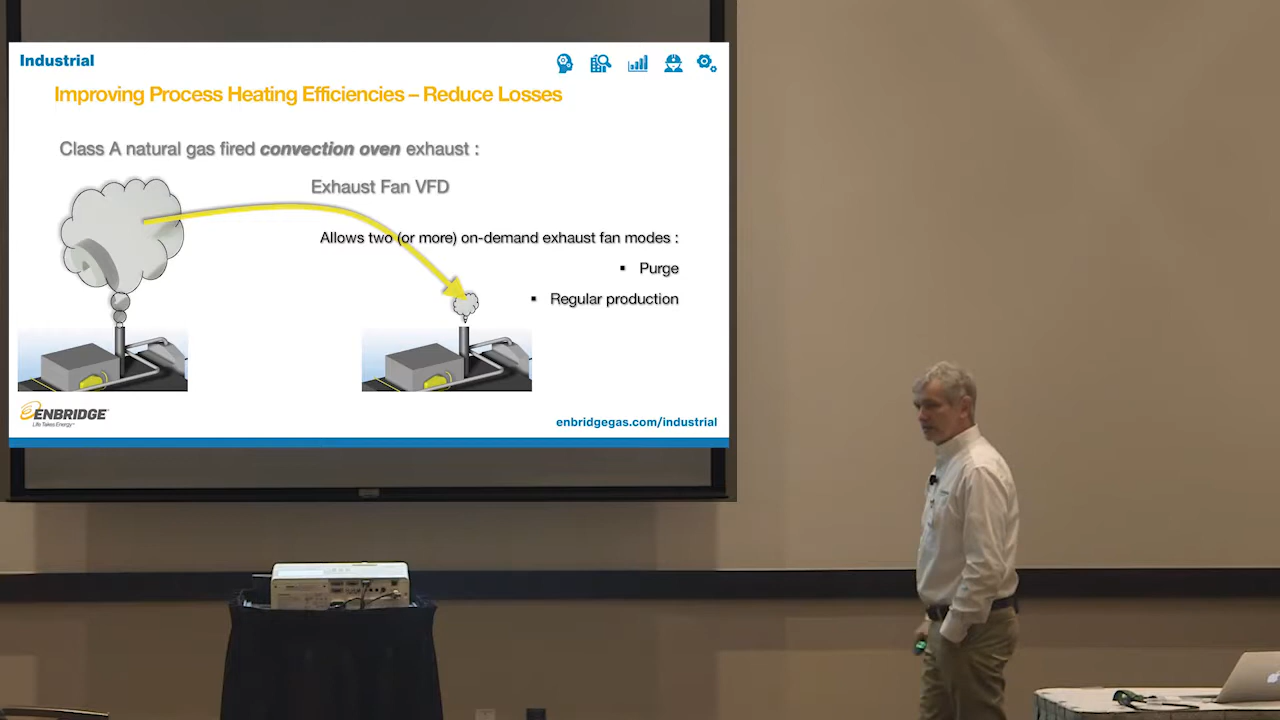 Industrial
Improving Process Heating Efficiencies – Reduce Losses
Class A natural gas fired convection oven exhaust :
Exhaust Fan VFD
Allows two (or more) on-demand exhaust fan modes :
▪ Purge
▪ Regular production
ENBRIDGE
Life Takes Energy™
enbridgegas.com/industrial